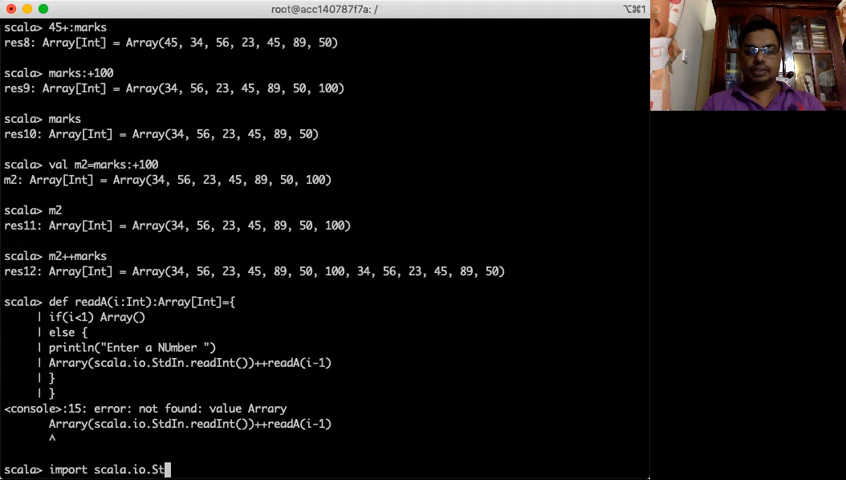 root@acc140787f7a: /
⌥⌘1
scala> 45+:marks
res8: Array[Int] = Array(45, 34, 56, 23, 45, 89, 50)
scala> marks:+100
res9: Array[Int] = Array(34, 56, 23, 45, 89, 50, 100)
scala> marks
res10: Array[Int] = Array(34, 56, 23, 45, 89, 50)
scala> val m2=marks:+100
m2: Array[Int] = Array(34, 56, 23, 45, 89, 50, 100)
scala> m2
res11: Array[Int] = Array(34, 56, 23, 45, 89, 50, 100)
scala> m2++marks
res12: Array[Int] = Array(34, 56, 23, 45, 89, 50, 100, 34, 56, 23, 45, 89, 50)
scala> def readA(i:Int):Array[Int]={
| if(i<1) Array()
| else {
| println("Enter a NUmber ")
| Arrary(scala.io.StdIn.readInt())++readA(i-1)
| }
| }
<console>:15: error: not found: value Arrary
Arrary(scala.io.StdIn.readInt())++readA(i-1)
^
scala> import scala.io.St